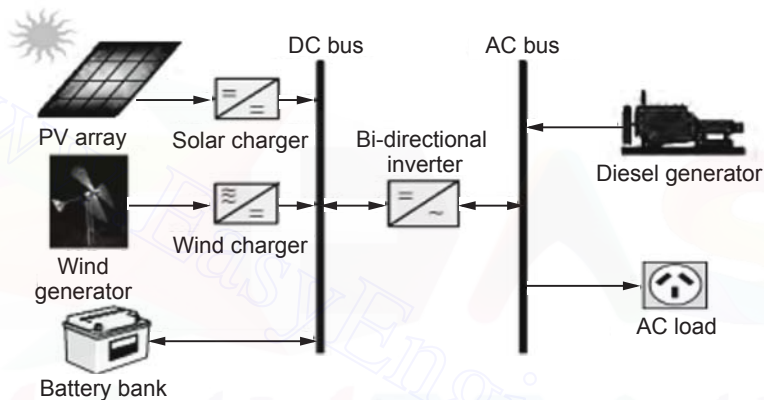 DC bus
AC bus
PV array
Solar charger
Bi-directional
inverter
Diesel generator
Wind charger
Wind
generator
AC load
Battery bank